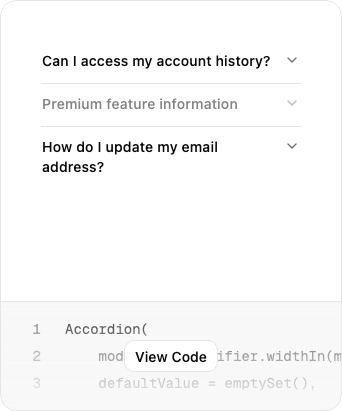 Can I access my account history?
Premium feature information
How do I update my email
address?
1 Accordion(
2 mod ifier.widthIn(m
View Code
3 defaultValue = emptySet(),